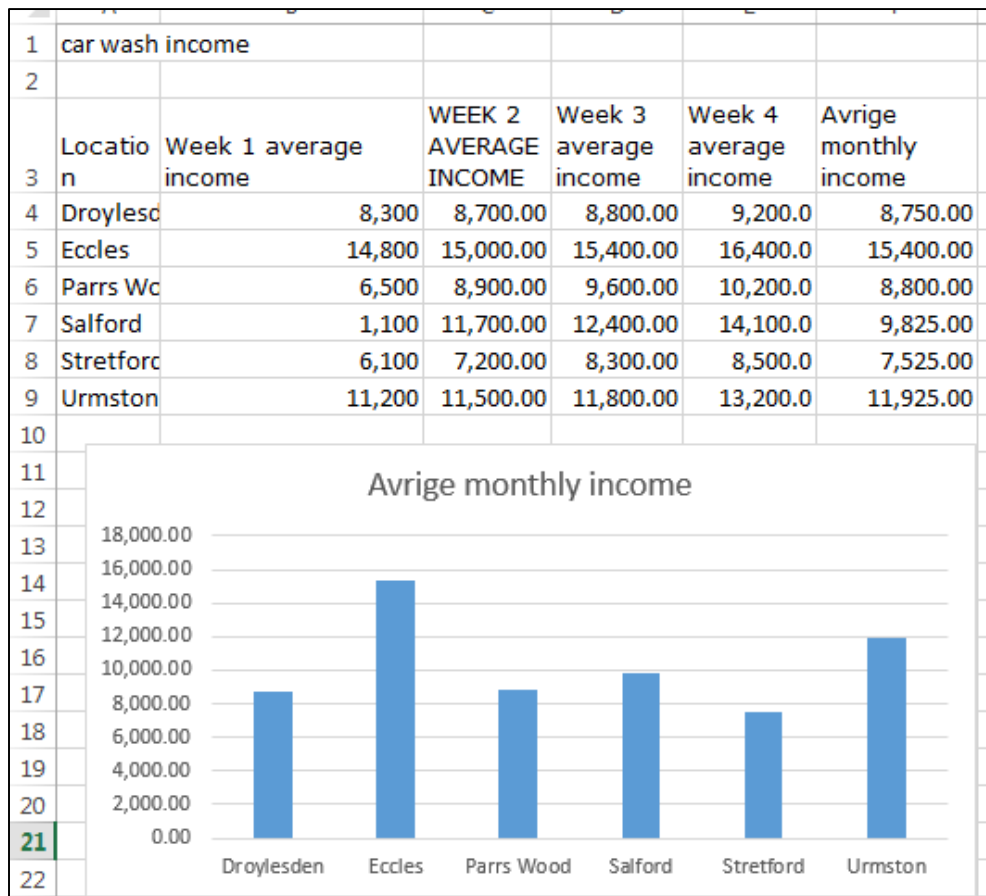 1 car wash income
2
WEEK 2 Week 3 Week 4 Avrige
Locatio Week 1 average AVERAGE average average monthly
3 n income INCOME income income income
4 Droylesd 8,300 8,700.00 8,800.00 9,200.0 8,750.00
5 Eccles 14,800 15,000.00 15,400.00 16,400.0 15,400.00
6 Parrs Wo 6,500 8,900.00 9,600.00 10,200.0 8,800.00
7 Salford 1,100 11,700.00 12,400.00 14,100.0 9,825.00
8 Stretford 6,100 7,200.00 8,300.00 8,500.0 7,525.00
9 Urmston 11,200 11,500.00 11,800.00 13,200.0 11,925.00
10
11
12
13
14
15
16
17
18
19
20
21
22
Avrige monthly income
18,000.00
16,000.00
14,000.00
12,000.00
10,000.00
8,000.00
6,000.00
4,000.00
2,000.00
0.00
Droylesden Eccles Parrs Wood Salford Stretford Urmston